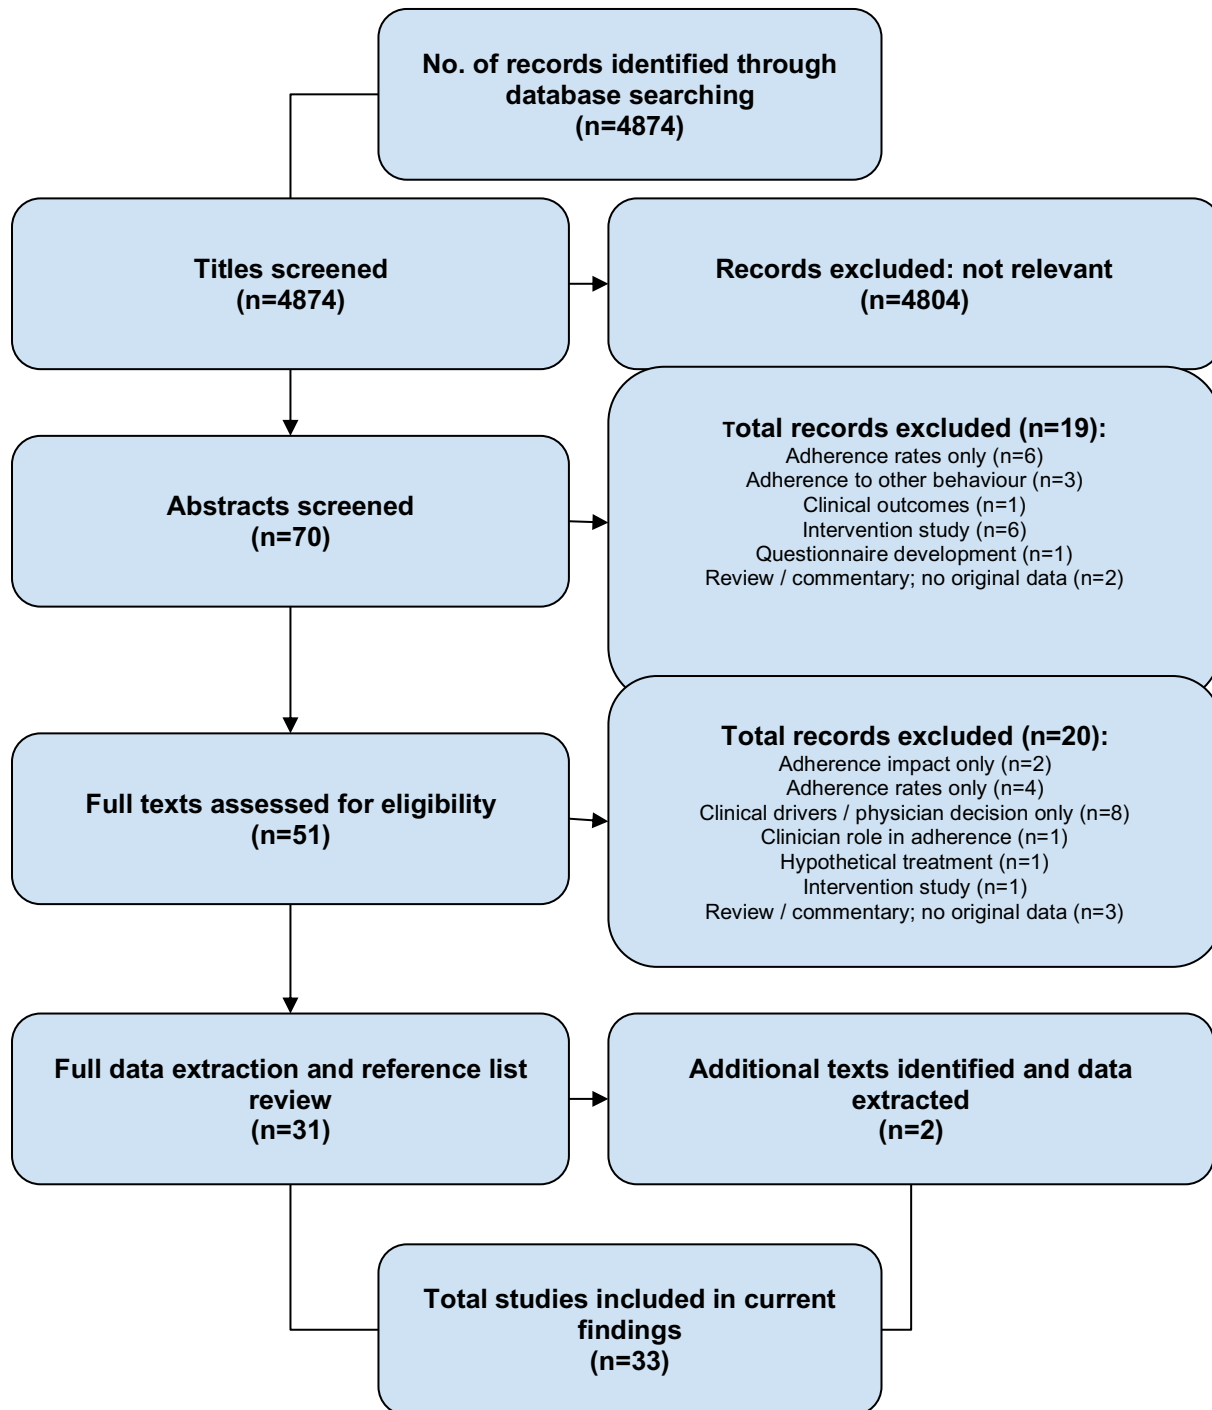 No. of records identified through
database searching
(n=4874)
Titles screened
(n=4874)
Records excluded: not relevant
(n=4804)
Abstracts screened
(n=70)
Total records excluded (n=19):
Adherence rates only (n=6)
Adherence to other behaviour (n=3)
Clinical outcomes (n=1)
Intervention study (n=6)
Questionnaire development (n=1)
Review / commentary; no original data (n=2)
Full texts assessed for eligibility
(n=51)
Total records excluded (n=20):
Adherence impact only (n=2)
Adherence rates only (n=4)
Clinical drivers / physician decision only (n=8)
Clinician role in adherence (n=1)
Hypothetical treatment (n=1)
Intervention study (n=1)
Review / commentary; no original data (n=3)
Full data extraction and reference list
review
(n=31)
Additional texts identified and data
extracted
(n=2)
Total studies included in current
findings
(n=33)